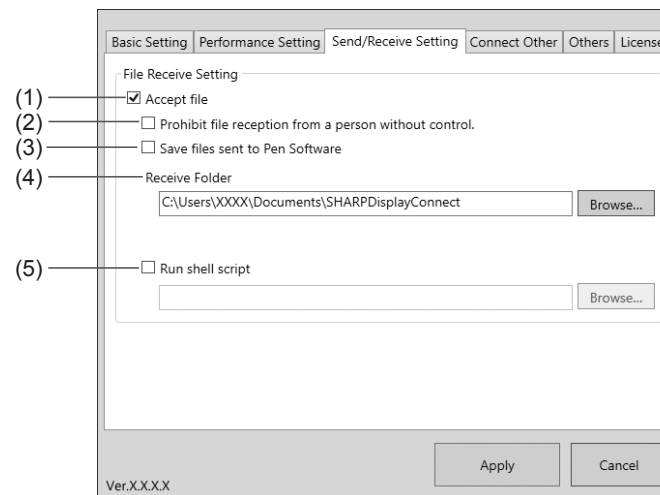 Basic Setting Performance Setting Send/Receive Setting Connect Other Others License
File Receive Setting
(1) Accept file
(2) Prohibit file reception from a person without control.
(3) Save files sent to Pen Software
(4) Receive Folder
C:\Users\XXXX\Documents\SHARPDisplayConnect Browse...
(5) Run shell script
Browse...
Apply Cancel
Ver.X.X.X.X